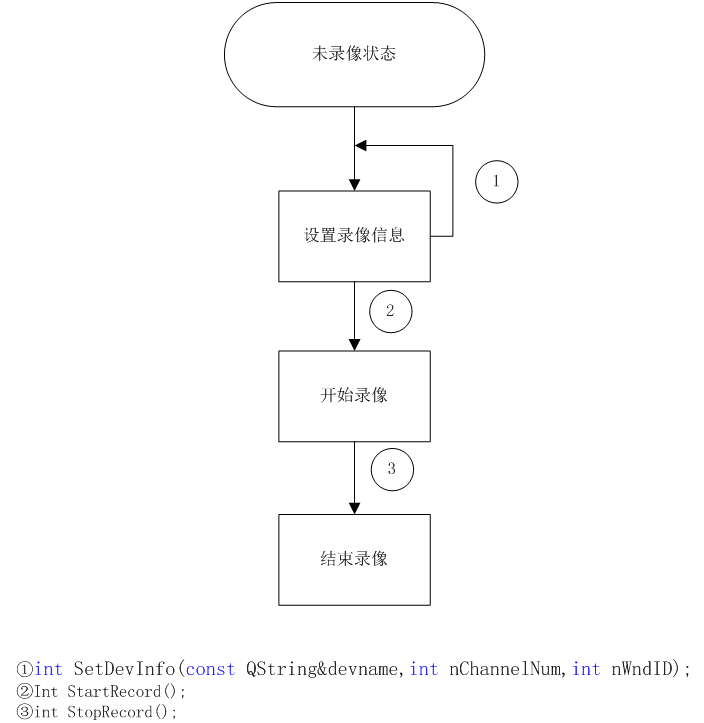 未录像状态
1
设置录像信息
2
开始录像
3
结束录像
①int SetDevInfo(const QString&devname,int nChannelNum,int nWndID);
②Int StartRecord();
③int StopRecord();